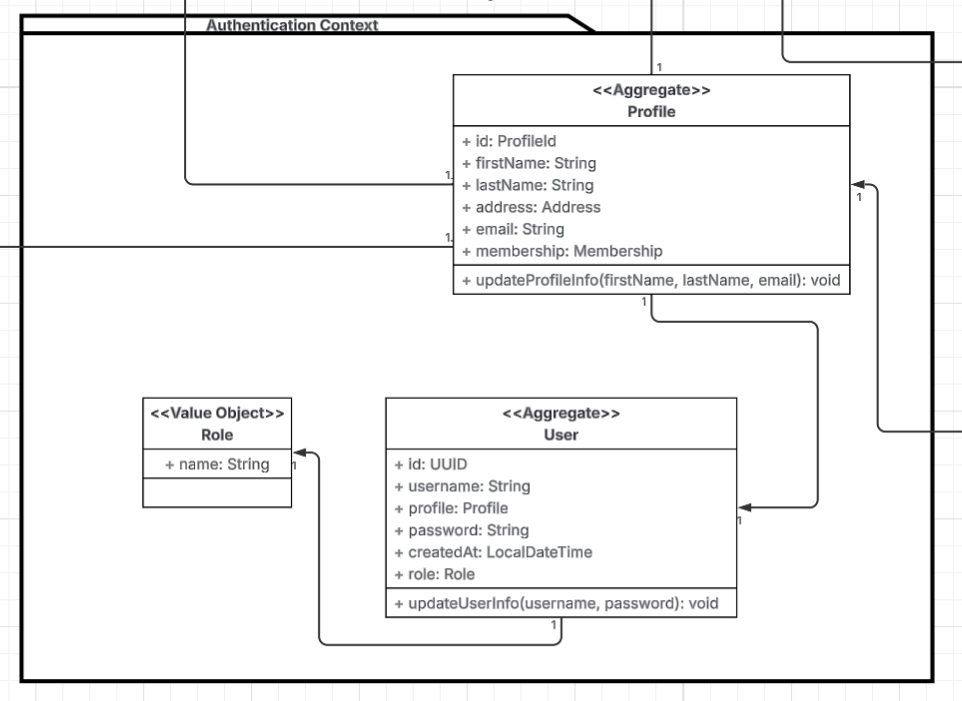 Authentication Context
1
<<Aggregate>>
Profile
+ id: ProfileId
+ firstName: String
1.
+ lastName: String
1
+ address: Address
+ email: String
1.
+ membership: Membership
+ updateProfileInfo(firstName, lastName, email): void
1
<<Value Object>>
Role
+ name: String
1
<<Aggregate>>
User
+ id: UUID
+ username: String
+ profile: Profile
1
+ password: String
+ createdAt: LocalDateTime
+ role: Role
+ updateUserInfo(username, password): void
1